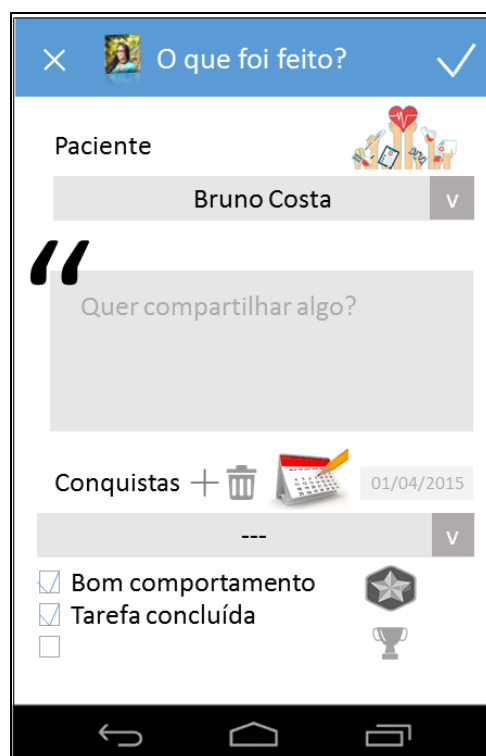 O que foi feito?
Paciente
Bruno Costa
v
“
Quer compartilhar algo?
Conquistas
01/04/2015
---
v
Bom comportamento
Tarefa concluída